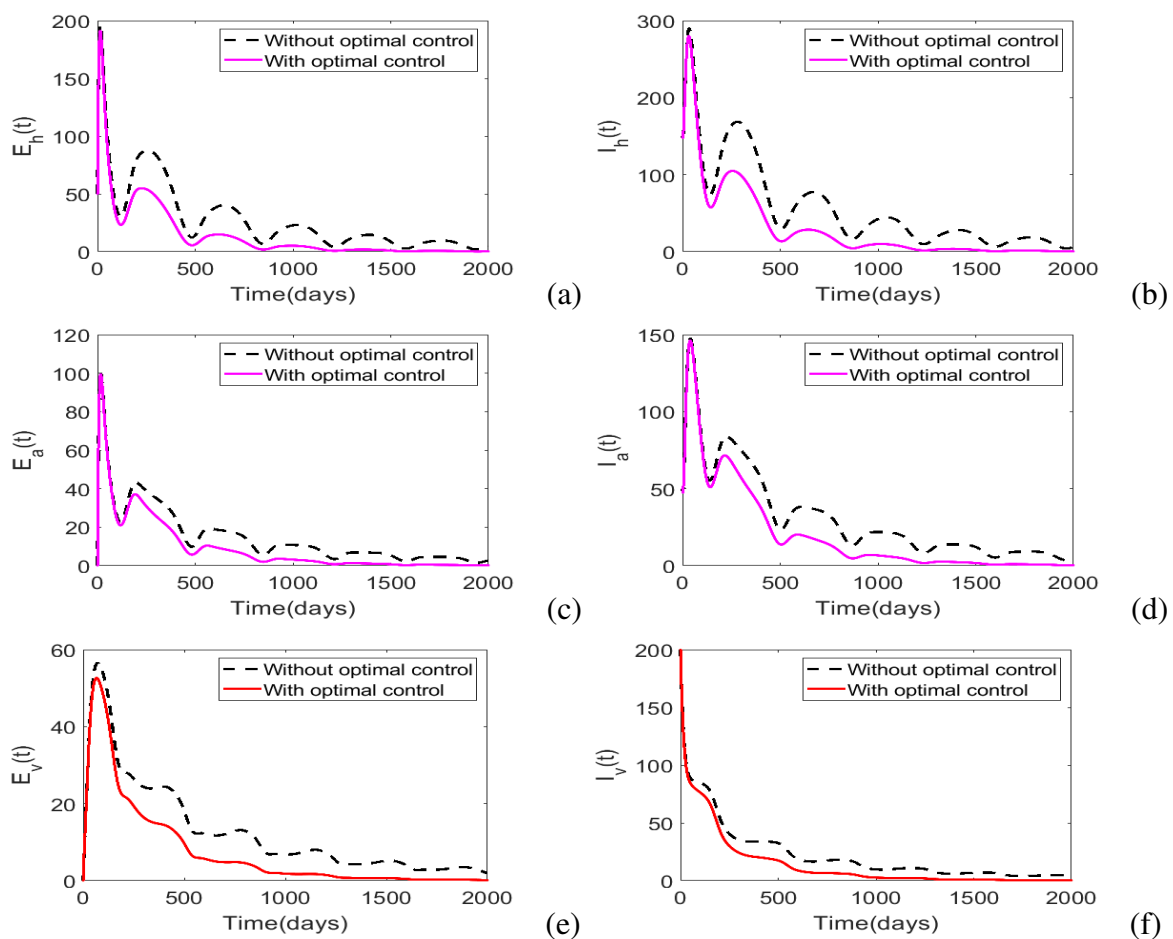 200
150
100
50
0
E_h(t)
Without optimal control
With optimal control
0 500 1000 1500 2000
Time(days)
(a)
300
200
100
0
I_h(t)
Without optimal control
With optimal control
0 500 1000 1500 2000
Time(days)
(b)
120
100
80
60
40
20
0
E_a(t)
Without optimal control
With optimal control
0 500 1000 1500 2000
Time(days)
(c)
150
100
50
0
I_a(t)
Without optimal control
With optimal control
0 500 1000 1500 2000
Time(days)
(d)
60
40
20
0
E_v(t)
Without optimal control
With optimal control
0 500 1000 1500 2000
Time(days)
(e)
200
150
100
50
0
I_v(t)
Without optimal control
With optimal control
0 500 1000 1500 2000
Time(days)
(f)